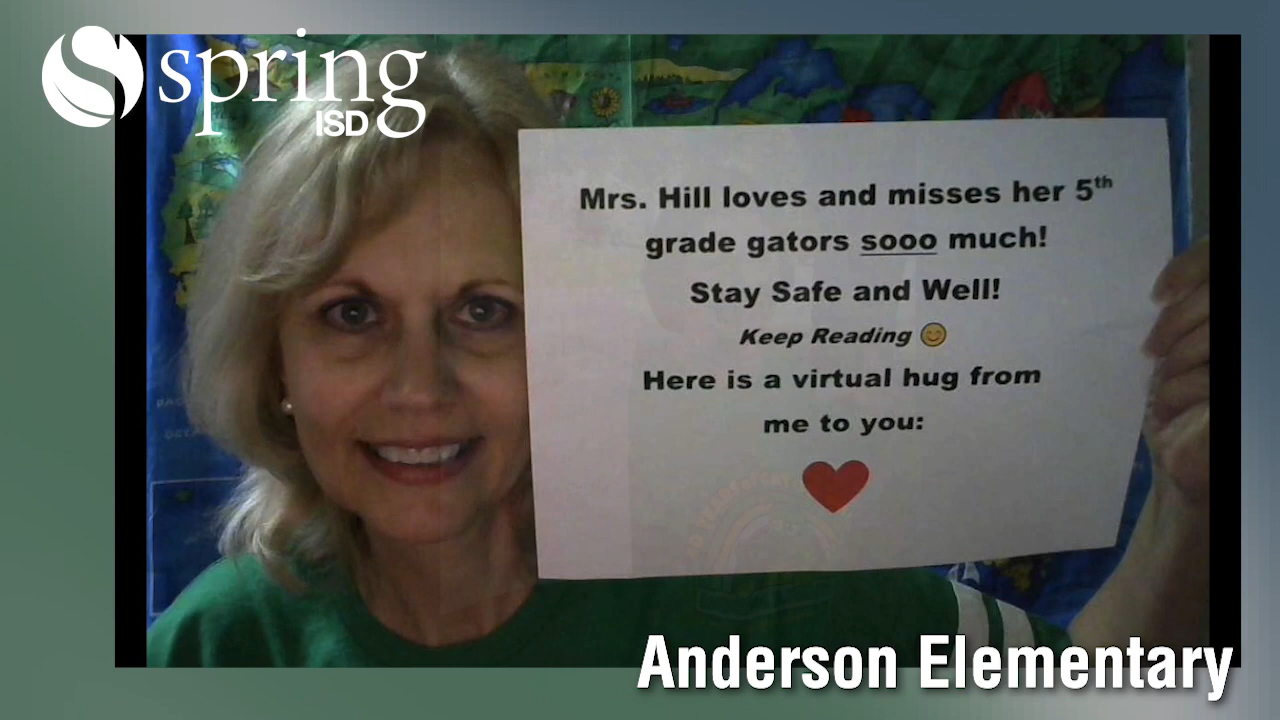 spring
ISD
Mrs. Hill loves and misses her 5th
grade gators sooo much!
Stay Safe and Well!
Keep Reading 😊
Here is a virtual hug from
me to you:
Anderson Elementary